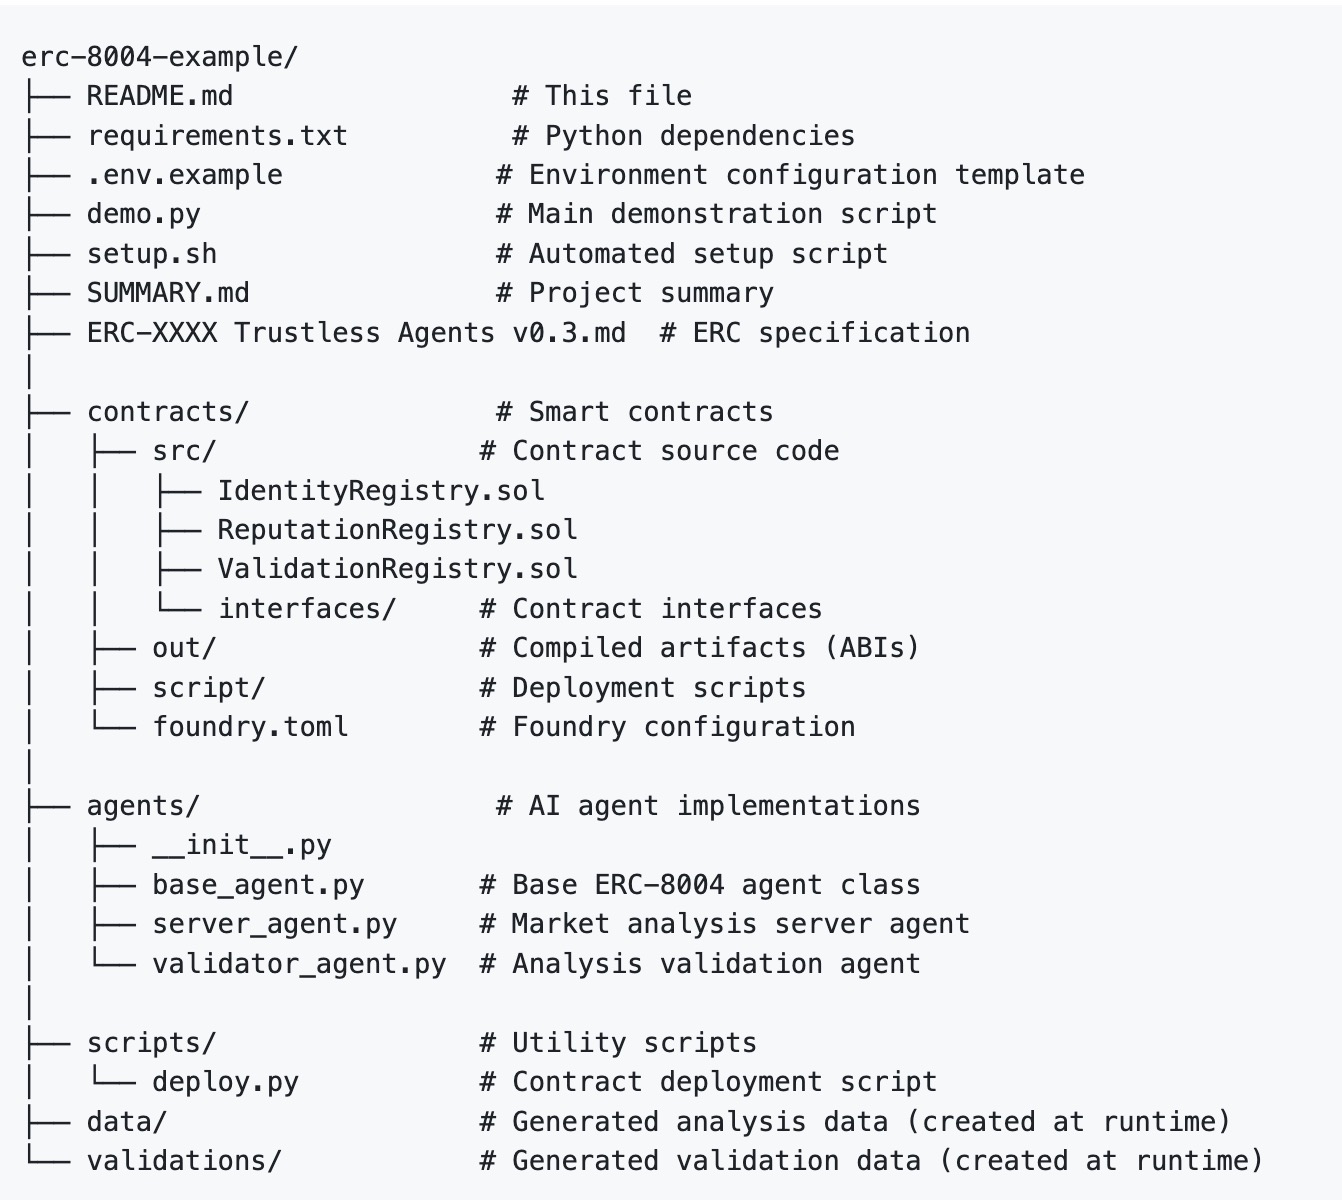 erc-8004-example/
├── README.md                 # This file
├── requirements.txt          # Python dependencies
├── .env.example             # Environment configuration template
├── demo.py                  # Main demonstration script
├── setup.sh                 # Automated setup script
├── SUMMARY.md               # Project summary
├── ERC-XXXX Trustless Agents v0.3.md  # ERC specification
│
├── contracts/               # Smart contracts
│   ├── src/                # Contract source code
│   │   ├── IdentityRegistry.sol
│   │   ├── ReputationRegistry.sol
│   │   ├── ValidationRegistry.sol
│   │   └── interfaces/     # Contract interfaces
│   ├── out/                # Compiled artifacts (ABIs)
│   ├── script/             # Deployment scripts
│   └── foundry.toml        # Foundry configuration
│
├── agents/                  # AI agent implementations
│   ├── __init__.py
│   ├── base_agent.py       # Base ERC-8004 agent class
│   ├── server_agent.py     # Market analysis server agent
│   └── validator_agent.py  # Analysis validation agent
│
├── scripts/                # Utility scripts
│   └── deploy.py           # Contract deployment script
├── data/                   # Generated analysis data (created at runtime)
└── validations/            # Generated validation data (created at runtime)